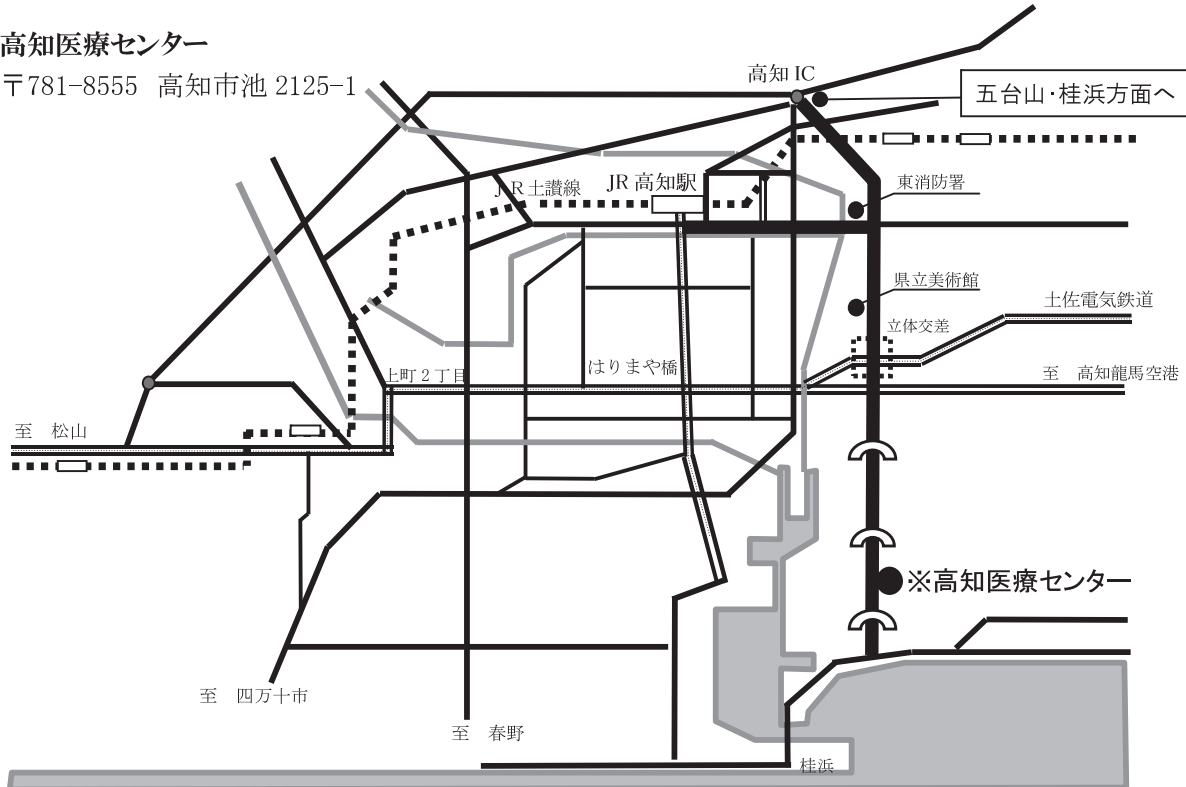 高知医療センター
〒781-8555 高知市池 2125-1
高知 IC
五台山・桂浜方面へ
JR土讃線
JR 高知駅
東消防署
県立美術館
土佐電気鉄道
立体交差
はりまや橋
上町２丁目
至 高知龍馬空港
至 松山
※高知医療センター
至 四万十市
至 春野
桂浜